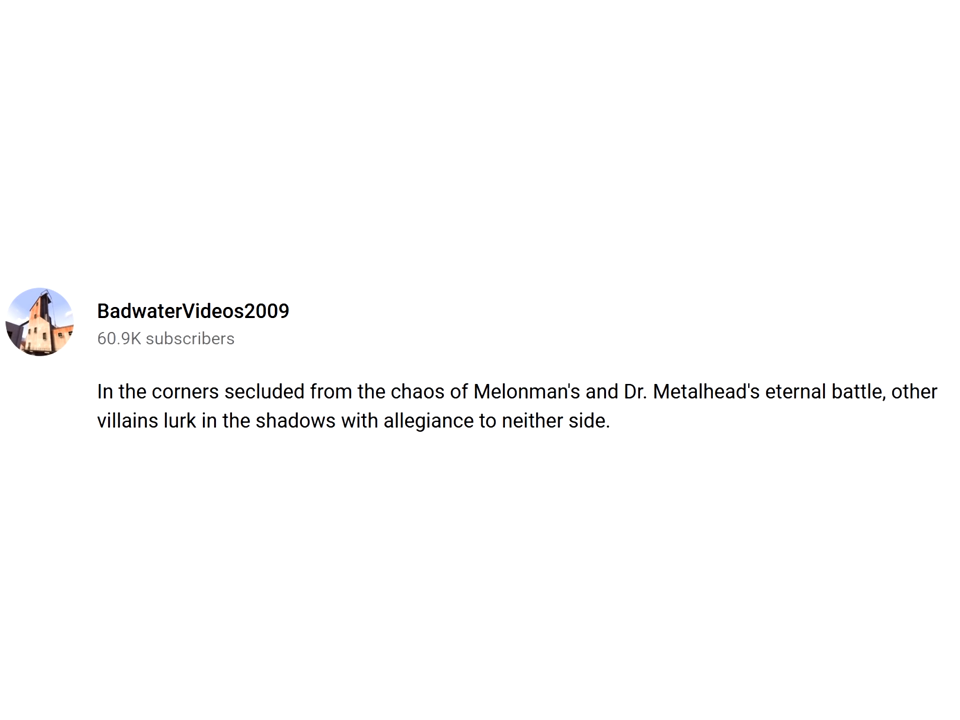 BadwaterVideos2009
60.9K subscribers
In the corners secluded from the chaos of Melonman's and Dr. Metalhead's eternal battle, other
villains lurk in the shadows with allegiance to neither side.